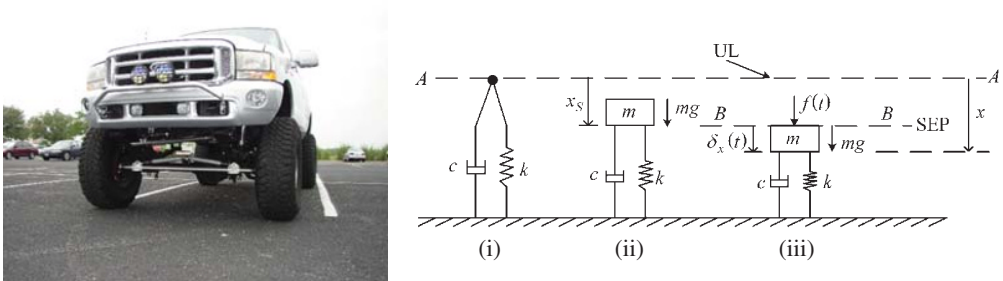 UL
A
A
x_S
m
mg
f(t)
B
B
SEP
x
δ_x(t)
m
mg
c
k
c
k
c
k
(i)
(ii)
(iii)